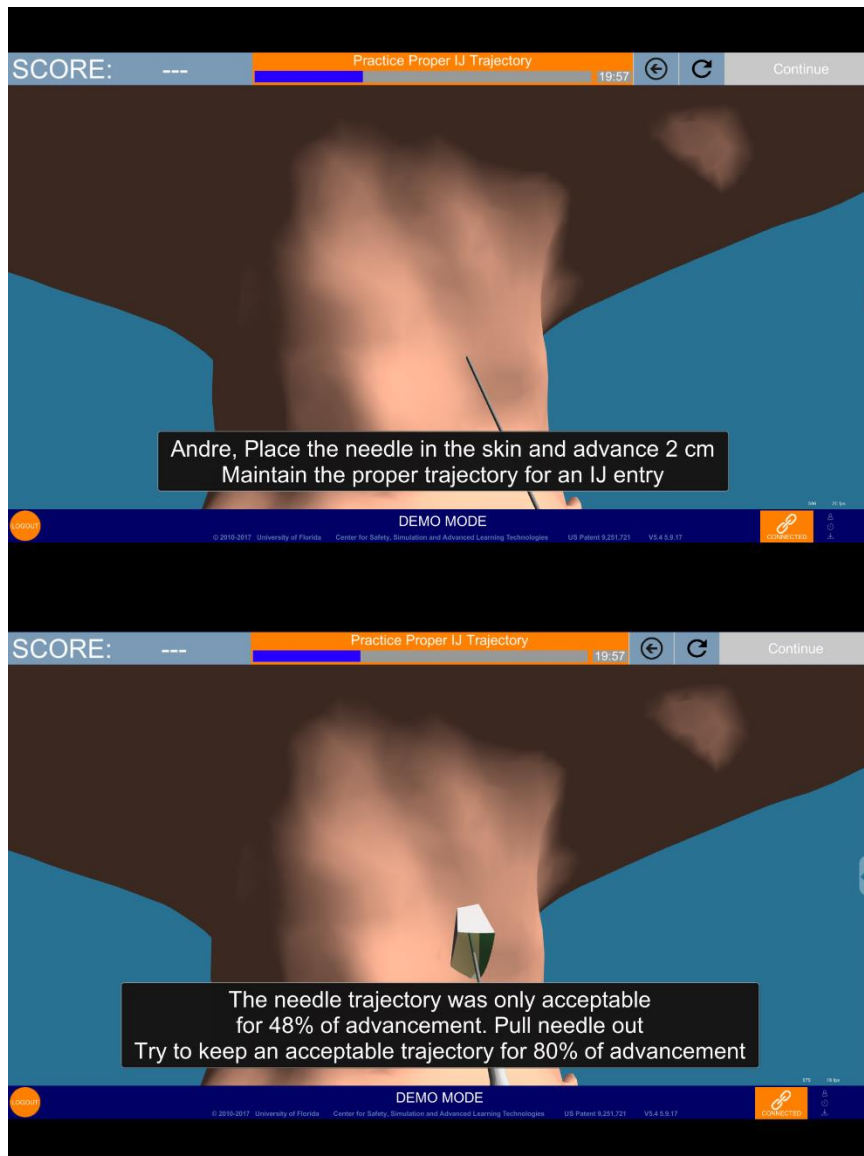 SCORE: ---
Practice Proper IJ Trajectory
19:57
Continue
Andre, Place the needle in the skin and advance 2 cm
Maintain the proper trajectory for an IJ entry
LOGOUT
DEMO MODE
© 2010-2017 University of Florida Center for Safety, Simulation and Advanced Learning Technologies US Patent 9,251,721 V5.4 5.9.17
CONNECTED
SCORE: ---
Practice Proper IJ Trajectory
19:57
Continue
The needle trajectory was only acceptable
for 48% of advancement. Pull needle out
Try to keep an acceptable trajectory for 80% of advancement
LOGOUT
DEMO MODE
© 2010-2017 University of Florida Center for Safety, Simulation and Advanced Learning Technologies US Patent 9,251,721 V5.4 5.9.17
CONNECTED